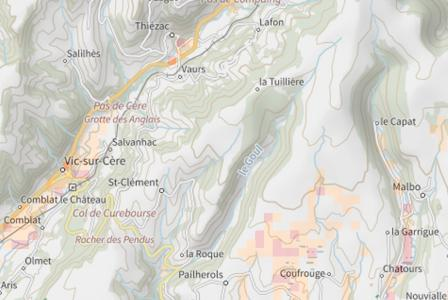 Pas de Compaing
Lafon
Thiézac
Salilhès
Vaurs
la Tuillière
Pas de Cère
Grotte des Anglais
le Capat
Salvanhac
Vic-sur-Cère
le Goul
St-Clément
Malbo
Comblat le Château
Col de Curebourse
Comblat
la Garrigue
Rocher des Pendus
la Roque
Olmet
Pailherols
Coufrouge
Chatours
Aris
Nouvialle